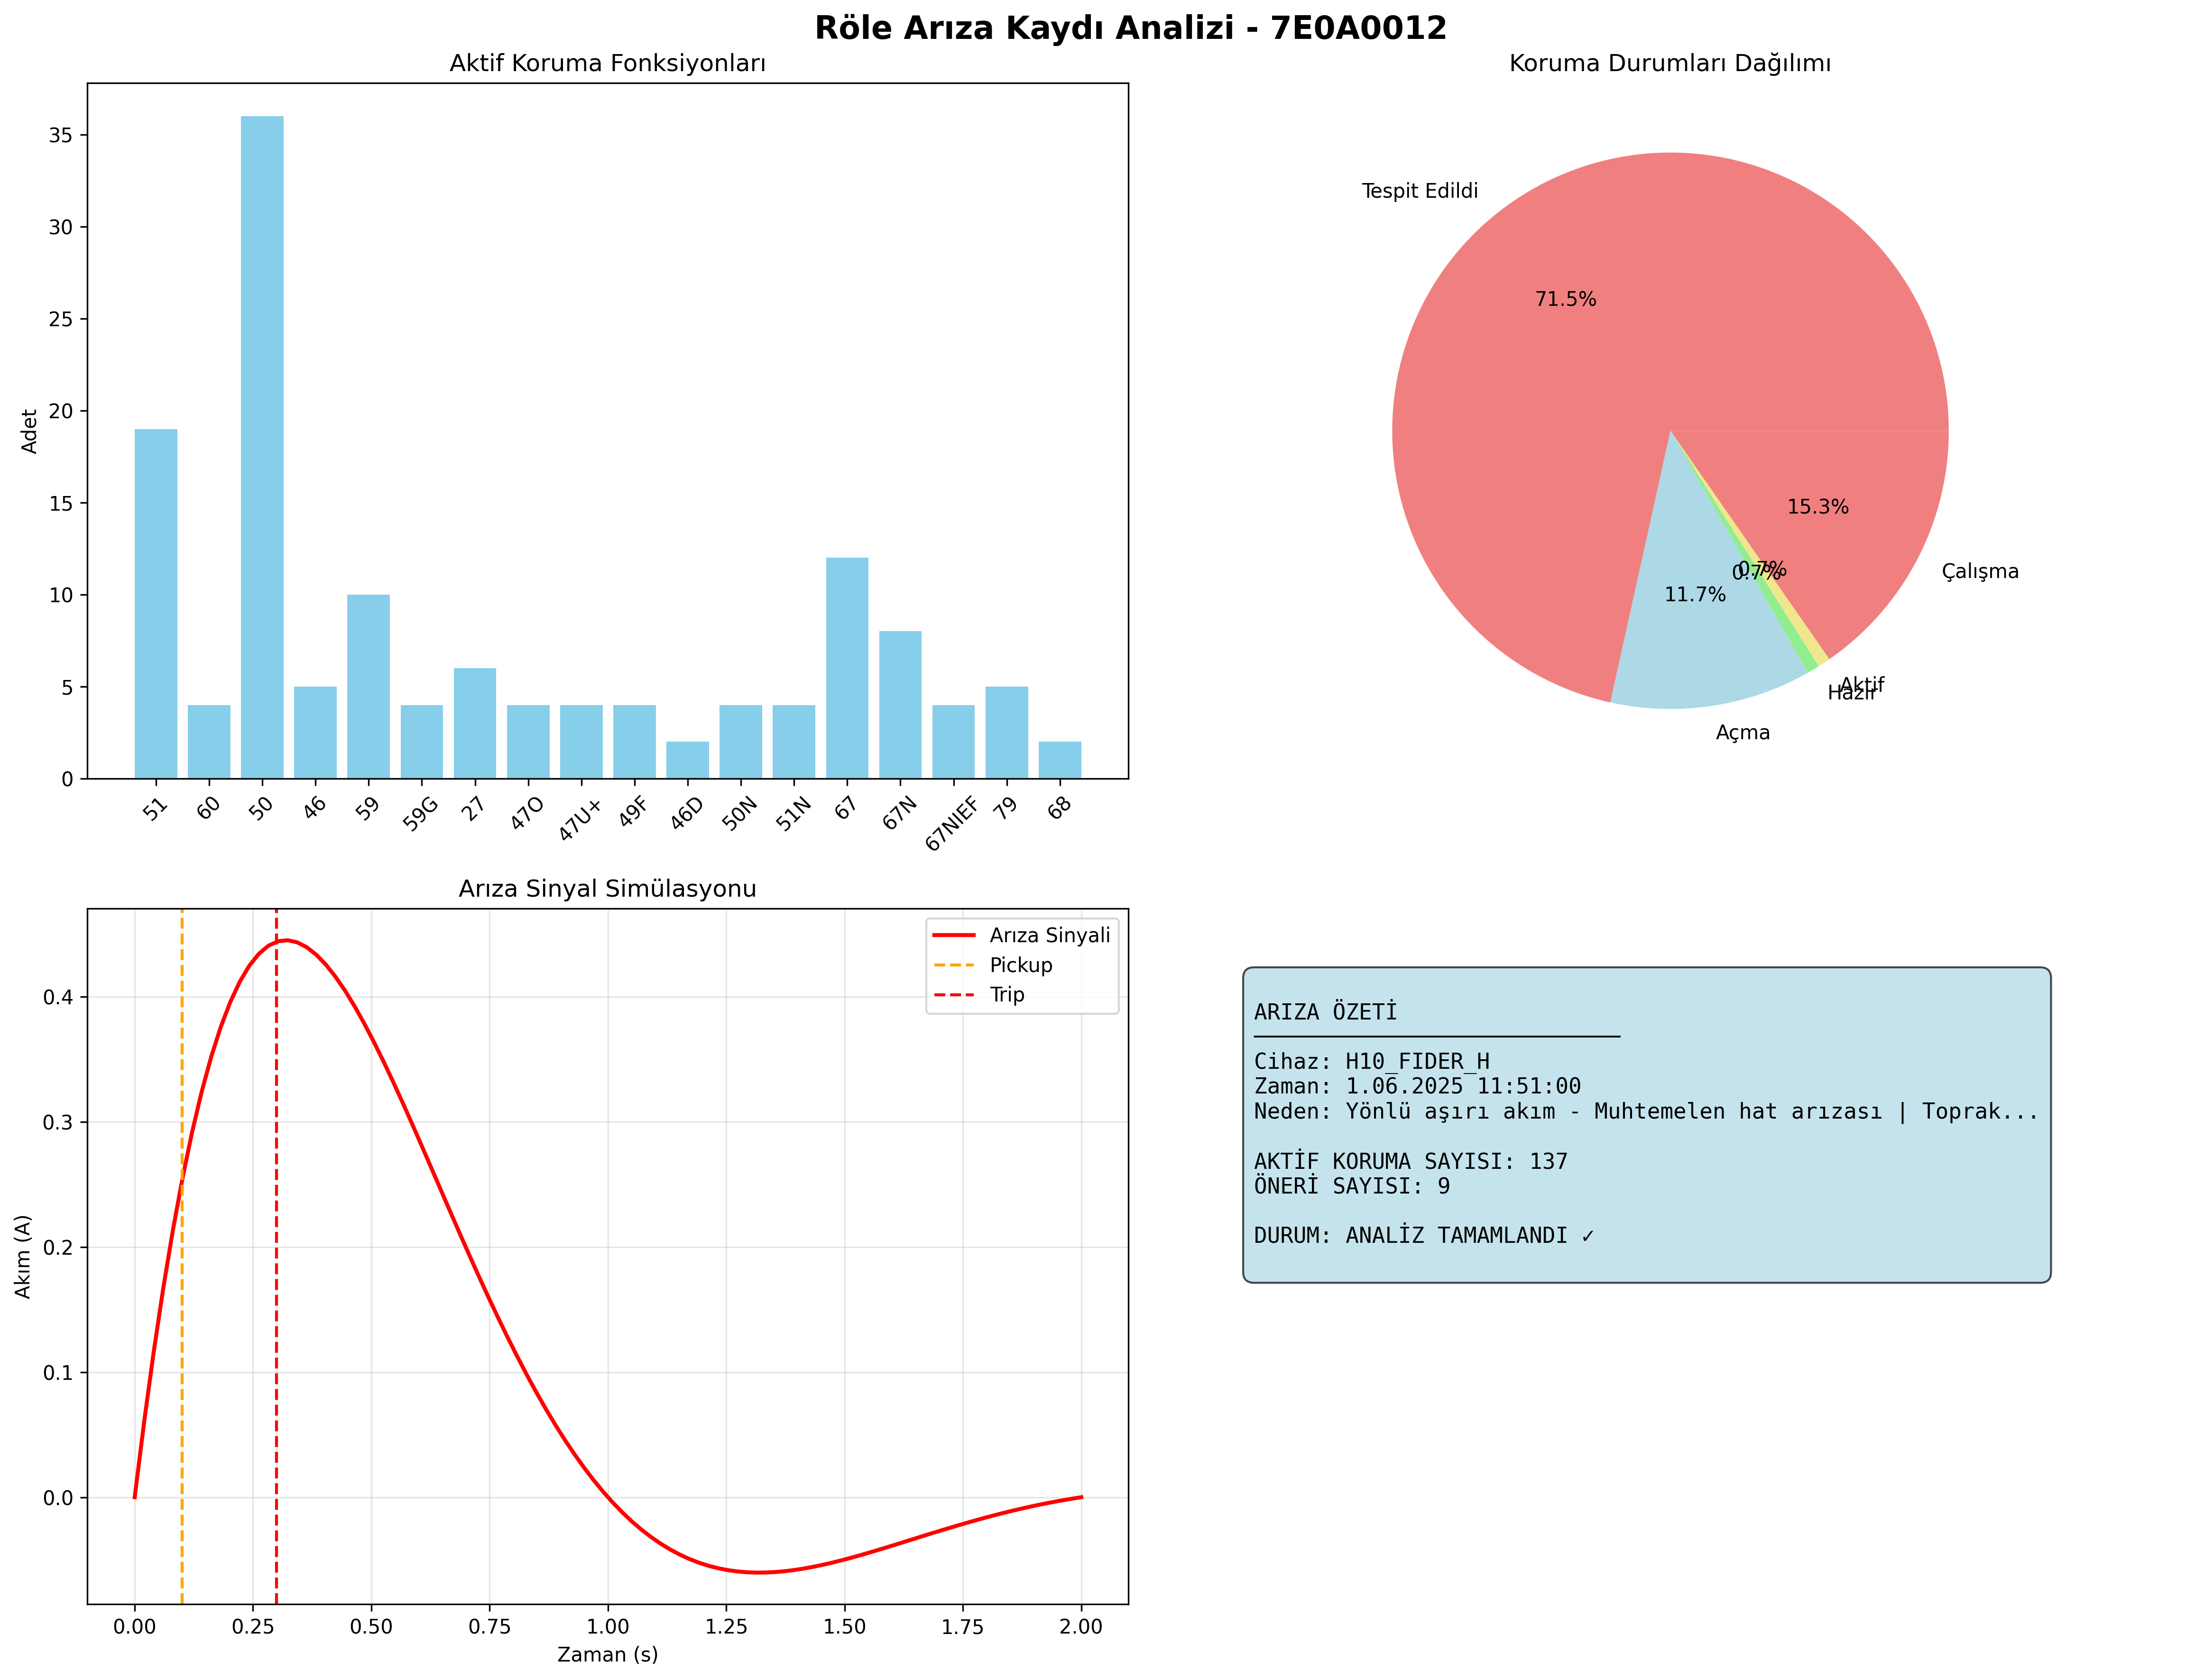 Röle Arıza Kaydı Analizi - 7E0A0012
Aktif Koruma Fonksiyonları
Adet
35
30
25
20
15
10
5
0
51
60
50
46
59
59G
27
47O
47U+
49F
46D
50N
51N
67
67N
67NIEF
79
68
Koruma Durumları Dağılımı
Tespit Edildi
71.5%
15.3%
Çalışma
0.7%
0.7%
11.7%
Aktif
Hazır
Açma
Arıza Sinyal Simülasyonu
Akım (A)
0.4
0.3
0.2
0.1
0.0
Arıza Sinyali
Pickup
Trip
0.00
0.25
0.50
0.75
1.00
1.25
1.50
1.75
2.00
Zaman (s)
ARIZA ÖZETİ
Cihaz: H10_FIDER_H
Zaman: 1.06.2025 11:51:00
Neden: Yönlü aşırı akım - Muhtemelen hat arızası | Toprak...
AKTİF KORUMA SAYISI: 137
ÖNERİ SAYISI: 9
DURUM: ANALİZ TAMAMLANDI ✓